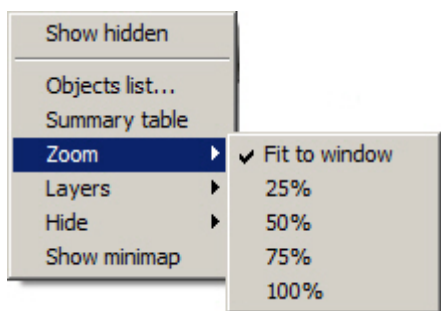 Show hidden
Objects list...
Summary table
Zoom
Layers
Hide
Show minimap
Fit to window
25%
50%
75%
100%